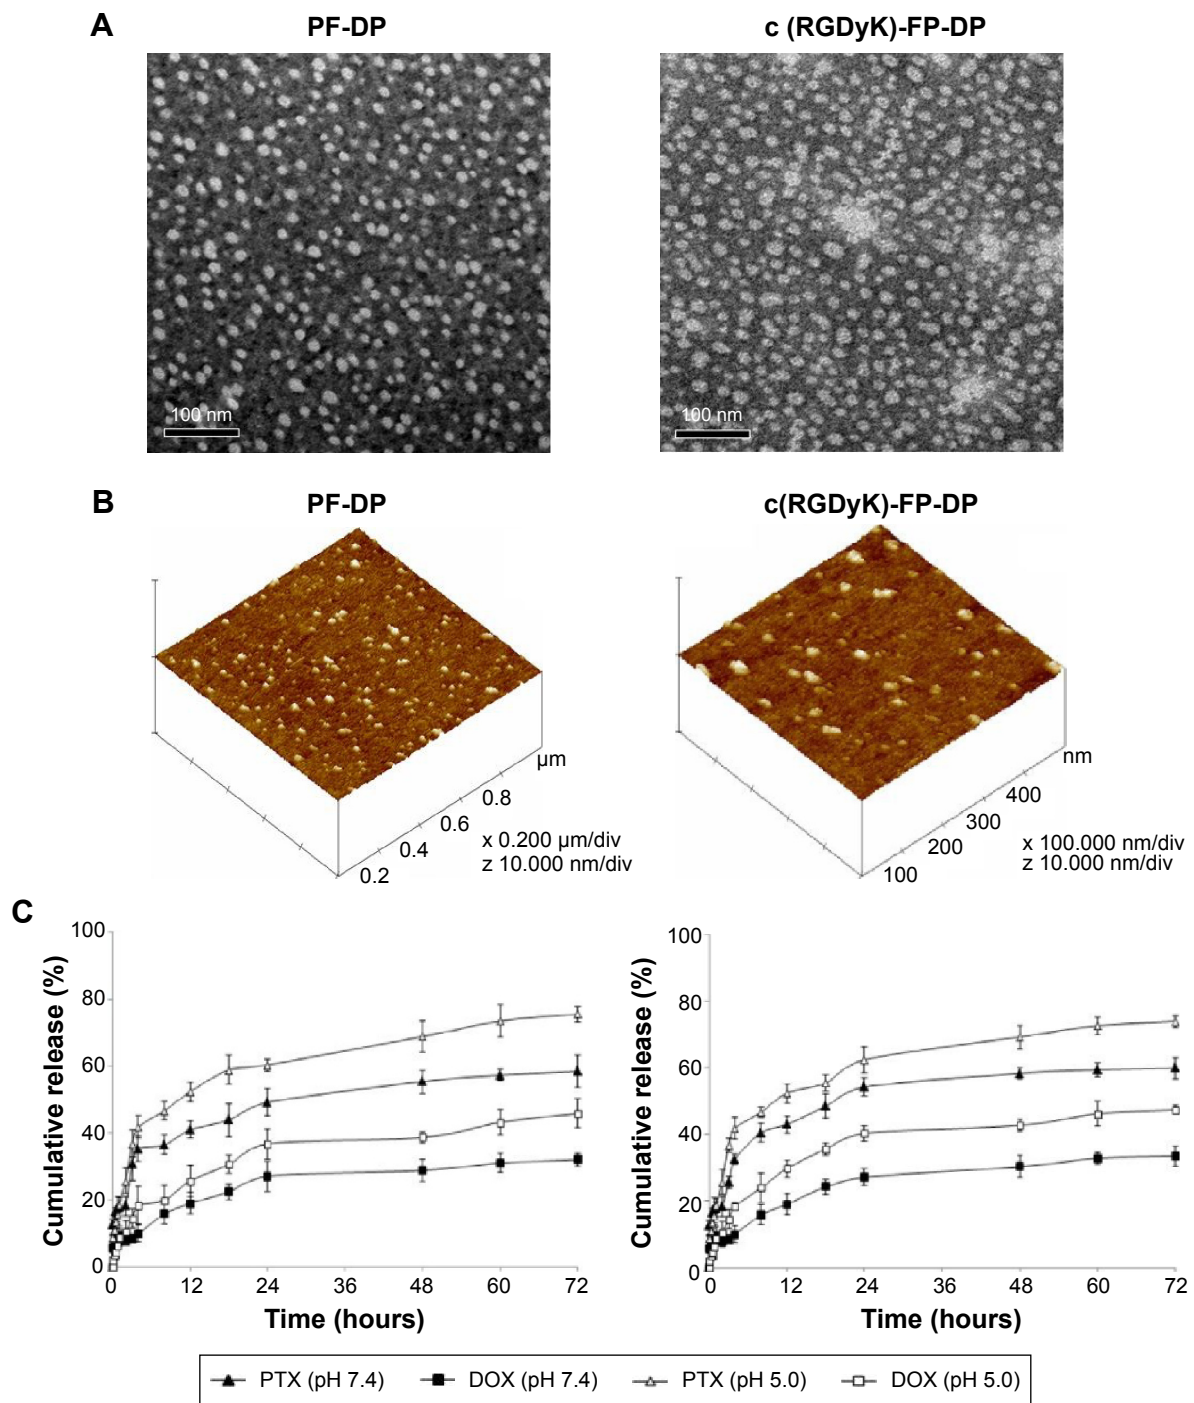 A
PF-DP
c (RGDyK)-FP-DP
100 nm
100 nm
B
PF-DP
c(RGDyK)-FP-DP
µm
0.8
0.6
0.4
0.2
x 0.200 µm/div
z 10.000 nm/div
nm
400
300
200
100
x 100.000 nm/div
z 10.000 nm/div
C
Cumulative release (%)
100
80
60
40
20
0
0 12 24 36 48 60 72
Time (hours)
Cumulative release (%)
100
80
60
40
20
0
0 12 24 36 48 60 72
Time (hours)
PTX (pH 7.4) DOX (pH 7.4) PTX (pH 5.0) DOX (pH 5.0)